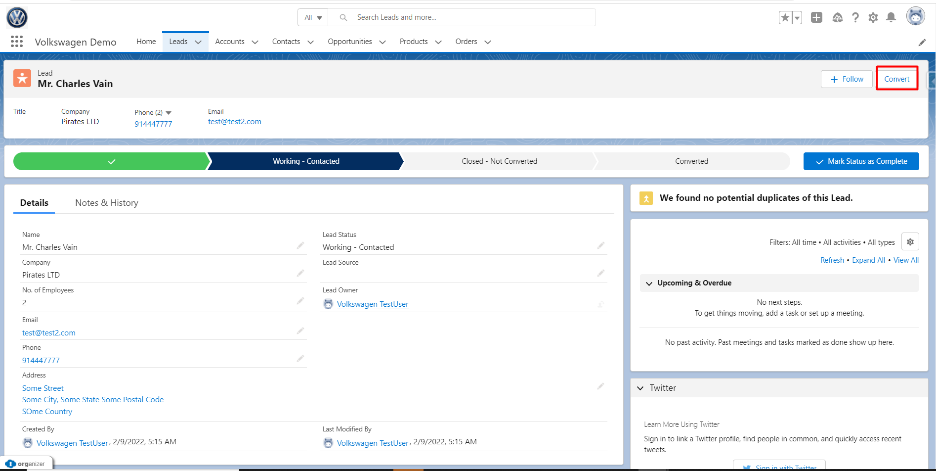 All
Search Leads and more...
Volkswagen Demo
Home
Leads
Accounts
Contacts
Opportunities
Products
Orders
Lead
Mr. Charles Vain
+ Follow
Convert
Title
Company
Phone (2)
Email
Pirates LTD
914447777
test@test2.com
Working - Contacted
Closed - Not Converted
Converted
Mark Status as Complete
Details
Notes & History
We found no potential duplicates of this Lead.
Name
Mr. Charles Vain
Lead Status
Working - Contacted
Company
Pirates LTD
Lead Source
No. of Employees
2
Lead Owner
Volkswagen TestUser
Email
test@test2.com
Phone
914447777
Address
Some Street
Some City, Some State Some Postal Code
SOme Country
Created By
Volkswagen TestUser, 2/9/2022, 5:15 AM
Last Modified By
Volkswagen TestUser, 2/9/2022, 5:15 AM
Filters: All time • All activities • All types
Refresh • Expand All • View All
Upcoming & Overdue
No next steps.
To get things moving, add a task or set up a meeting.
No past activity. Past meetings and tasks marked as done show up here.
Twitter
Learn More Using Twitter
Sign in to link a Twitter profile, find people in common, and quickly access recent
tweets.
Sign in with Twitter
organizer